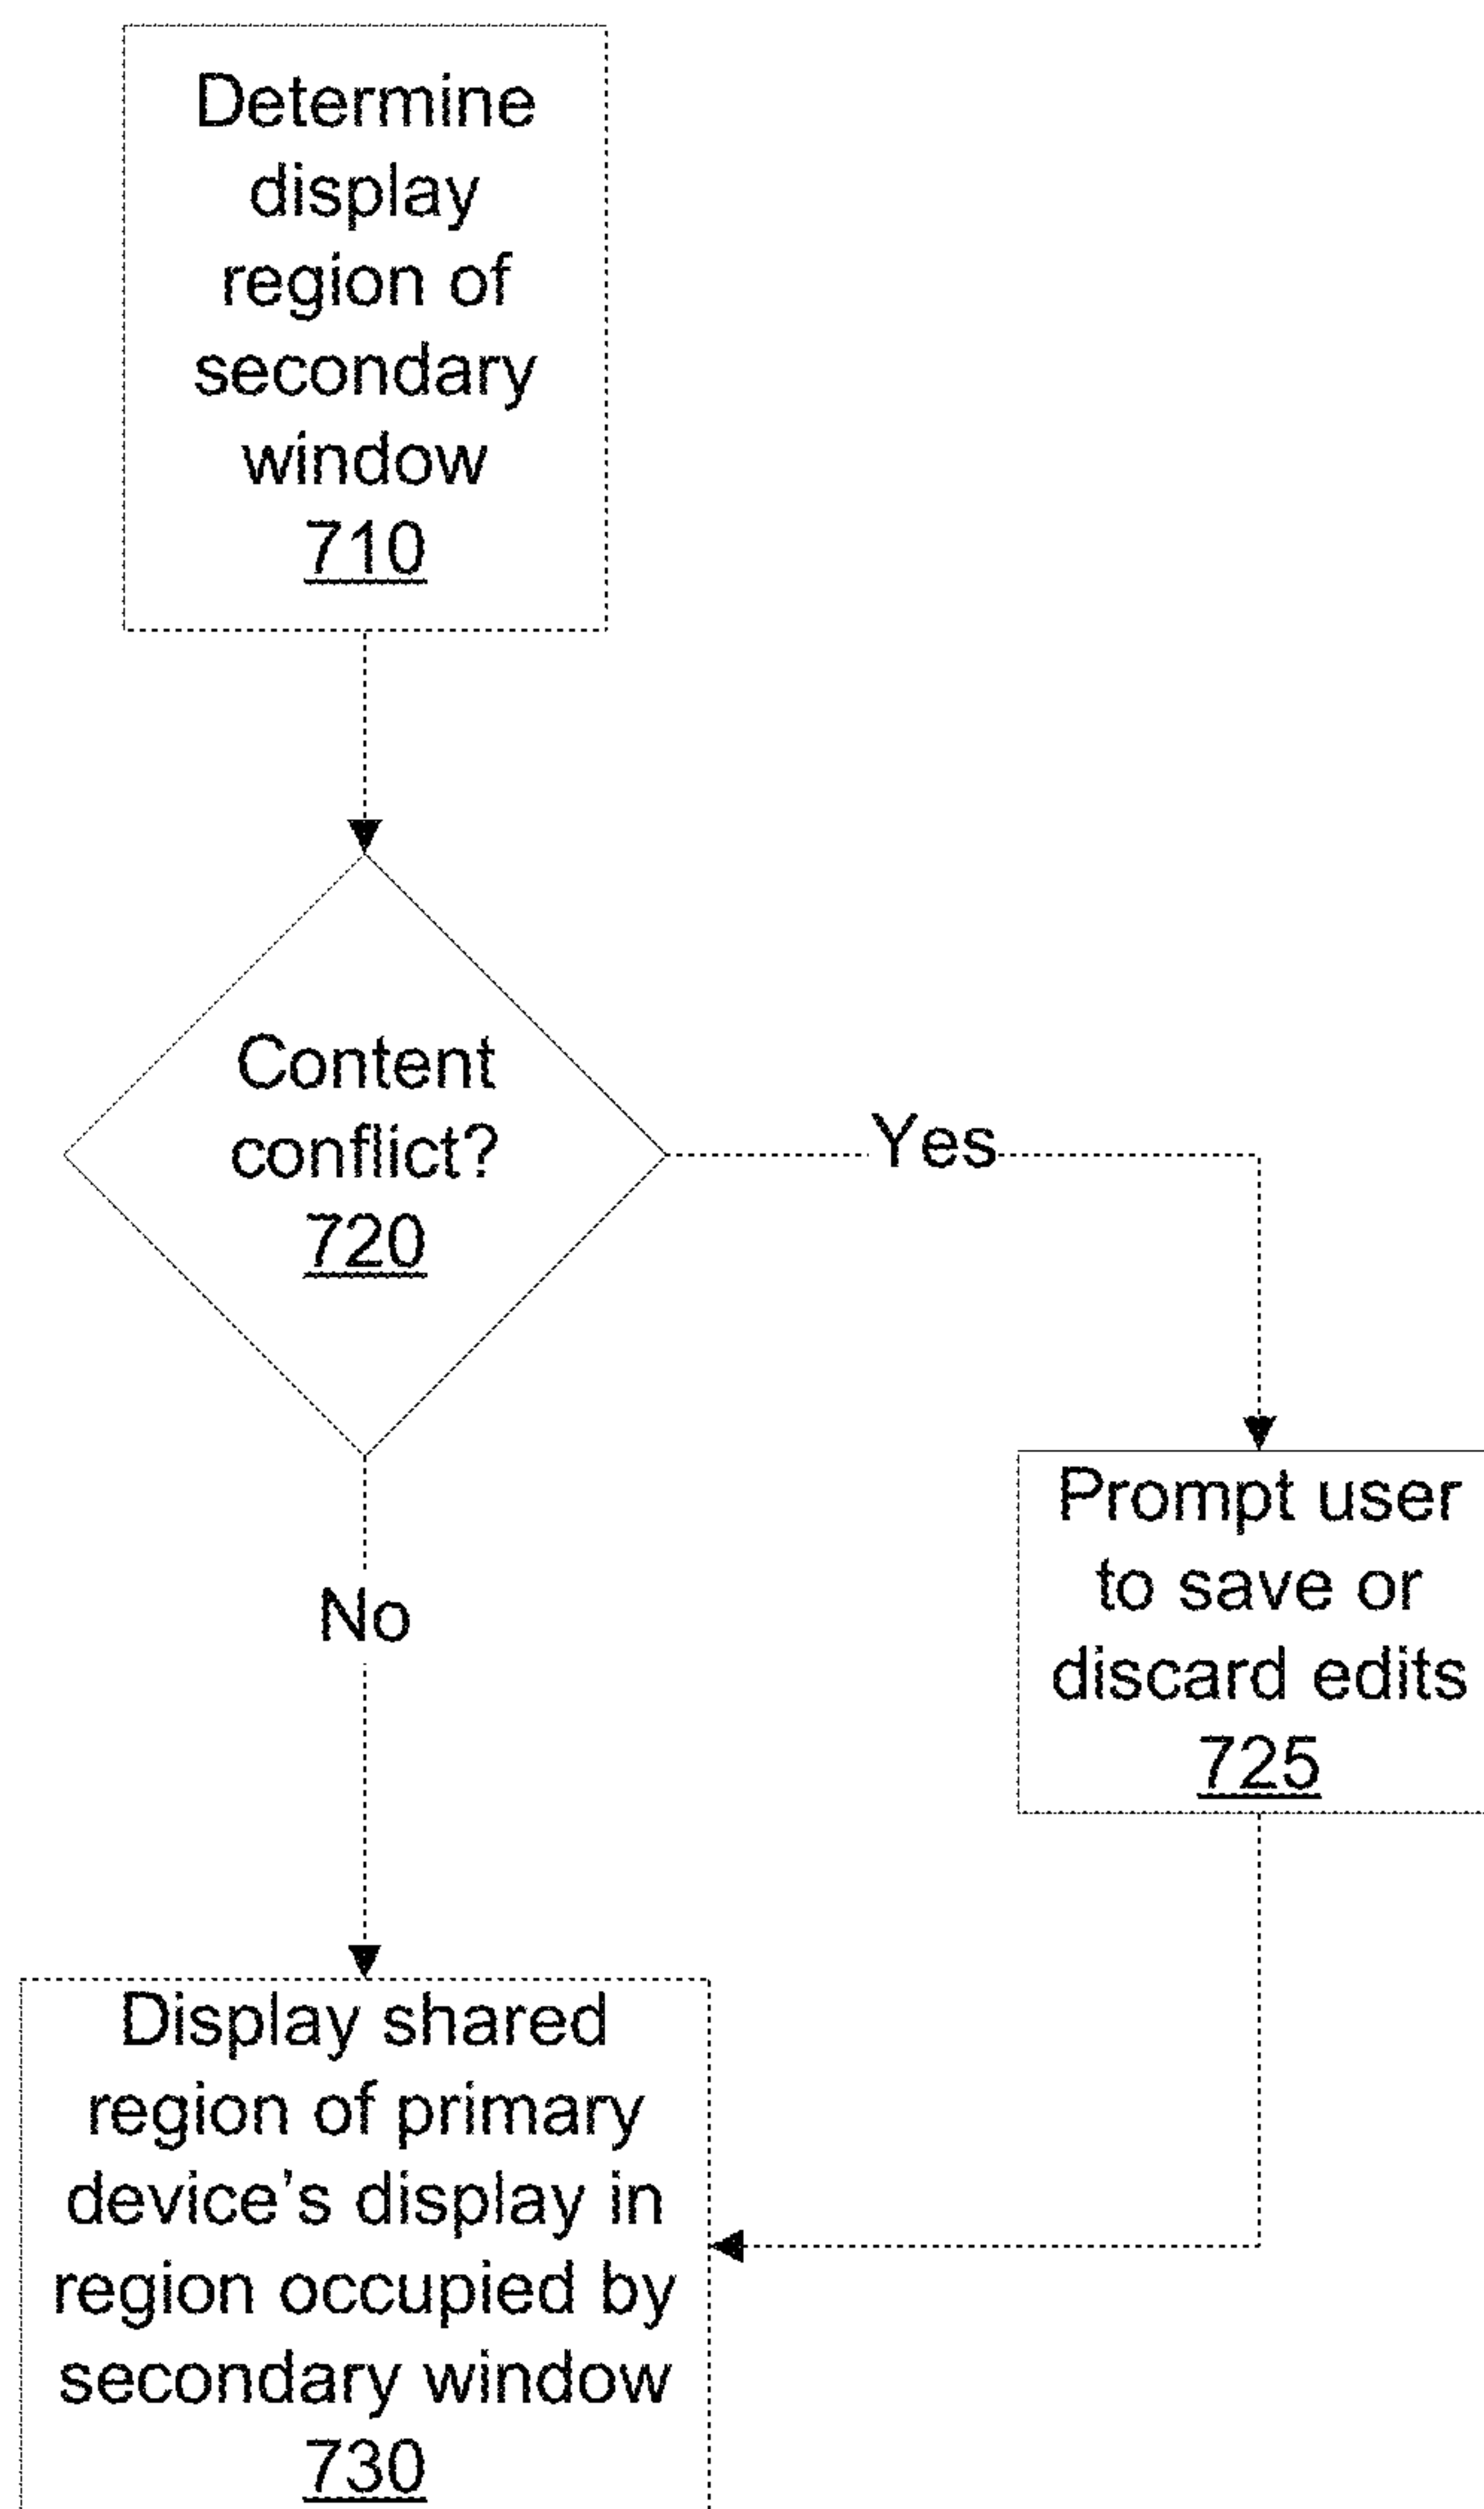 Determine
display
region of
secondary
window
710
Content
conflict?
720
Yes
No
Prompt user
to save or
discard edits
725
Display shared
region of primary
device's display in
region occupied by
secondary window
730